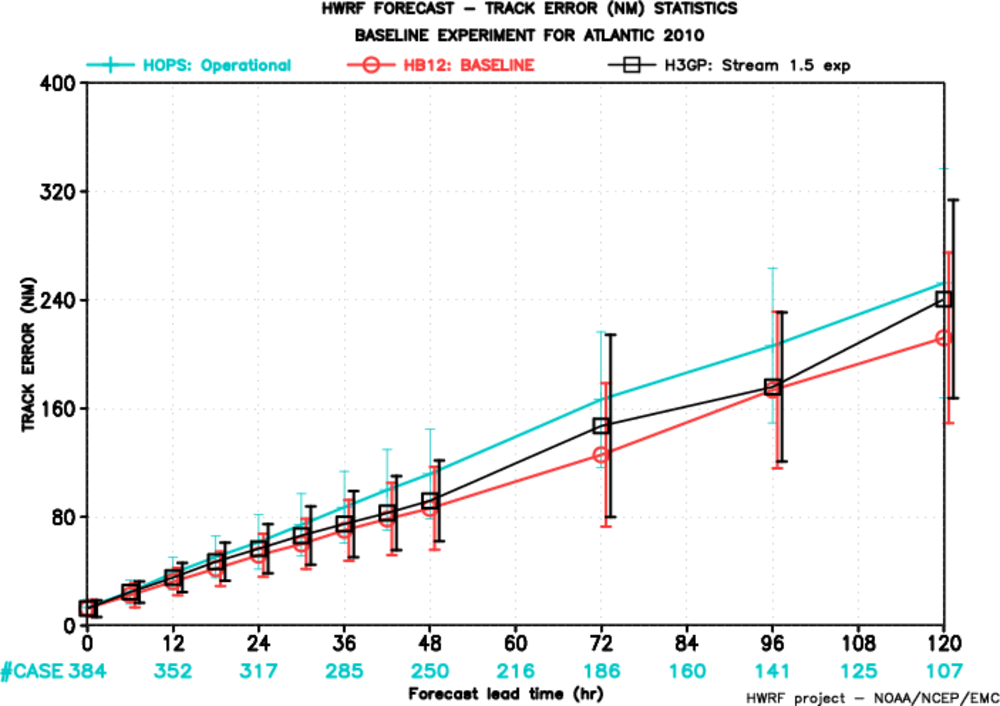 HWRF FORECAST – TRACK ERROR (NM) STATISTICS
BASELINE EXPERIMENT FOR ATLANTIC 2010
HOPS: Operational HB12: BASELINE H3GP: Stream 1.5 exp
400
320
240
160
80
0
TRACK ERROR (NM)
0 12 24 36 48 60 72 84 96 108 120
#CASE 384 352 317 285 250 216 186 160 141 125 107
Forecast lead time (hr)
HWRF project – NOAA/NCEP/EMC